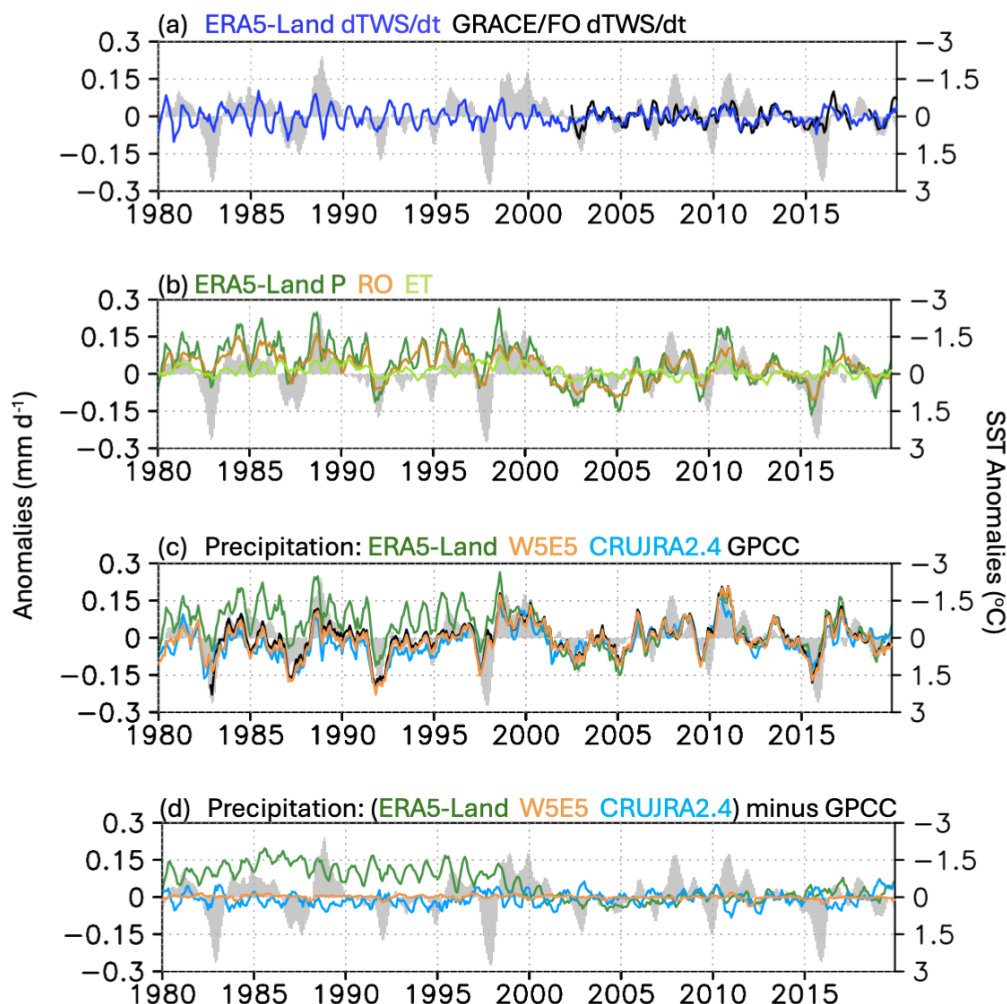 (a) ERA5-Land dTWS/dt GRACE/FO dTWS/dt
0.3 −3
0.15 −1.5
0 0
−0.15 1.5
−0.3 3
1980 1985 1990 1995 2000 2005 2010 2015
(b) ERA5-Land P RO ET
0.3 −3
0.15 −1.5
0 0
−0.15 1.5
−0.3 3
1980 1985 1990 1995 2000 2005 2010 2015
Anomalies (mm d⁻¹)
SST Anomalies (°C)
(c) Precipitation: ERA5-Land W5E5 CRUJRA2.4 GPCC
0.3 −3
0.15 −1.5
0 0
−0.15 1.5
−0.3 3
1980 1985 1990 1995 2000 2005 2010 2015
(d) Precipitation: (ERA5-Land W5E5 CRUJRA2.4) minus GPCC
0.3 −3
0.15 −1.5
0 0
−0.15 1.5
−0.3 3
1980 1985 1990 1995 2000 2005 2010 2015